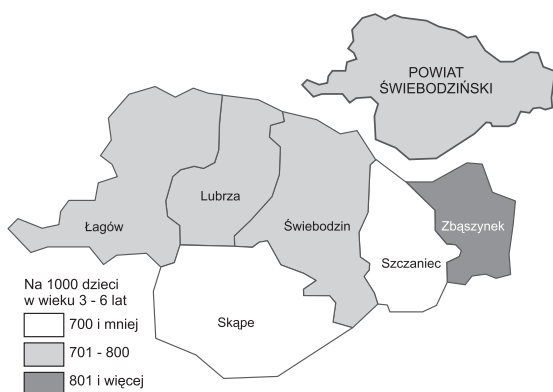 POWIAT
ŚWIEBODZIŃSKI
Lubrza
Łagów
Świebodzin
Zbąszynek
Szczaniec
Skąpe
Na 1000 dzieci
w wieku 3 - 6 lat
700 i mniej
701 - 800
801 i więcej